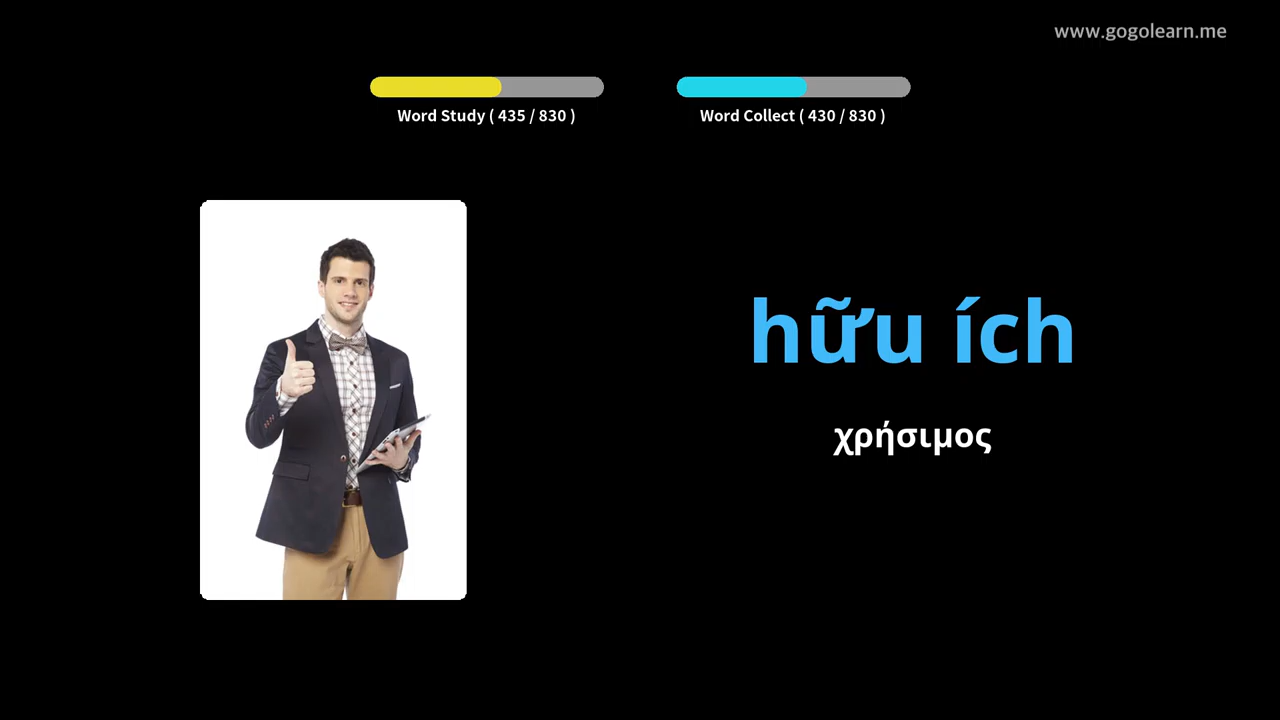 www.gogolearn.me
Word Study ( 435 / 830 )
Word Collect ( 430 / 830 )
hữu ích
χρήσιμος